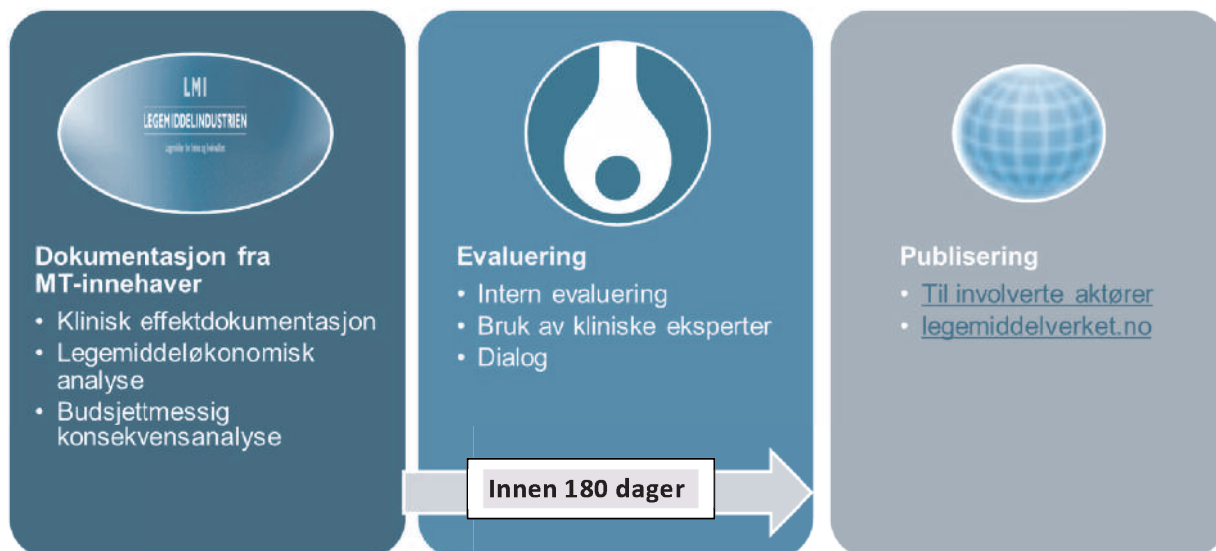 LMI
LEGEMIDDELINDUSTRIEN
Dokumentasjon fra
MT-innehaver
• Klinisk effektdokumentasjon
• Legemiddeløkonomisk
analyse
• Budsjettmessig
konsekvensanalyse
Evaluering
• Intern evaluering
• Bruk av kliniske eksperter
• Dialog
Innen 180 dager
Publisering
• Til involverte aktører
• legemiddelverket.no